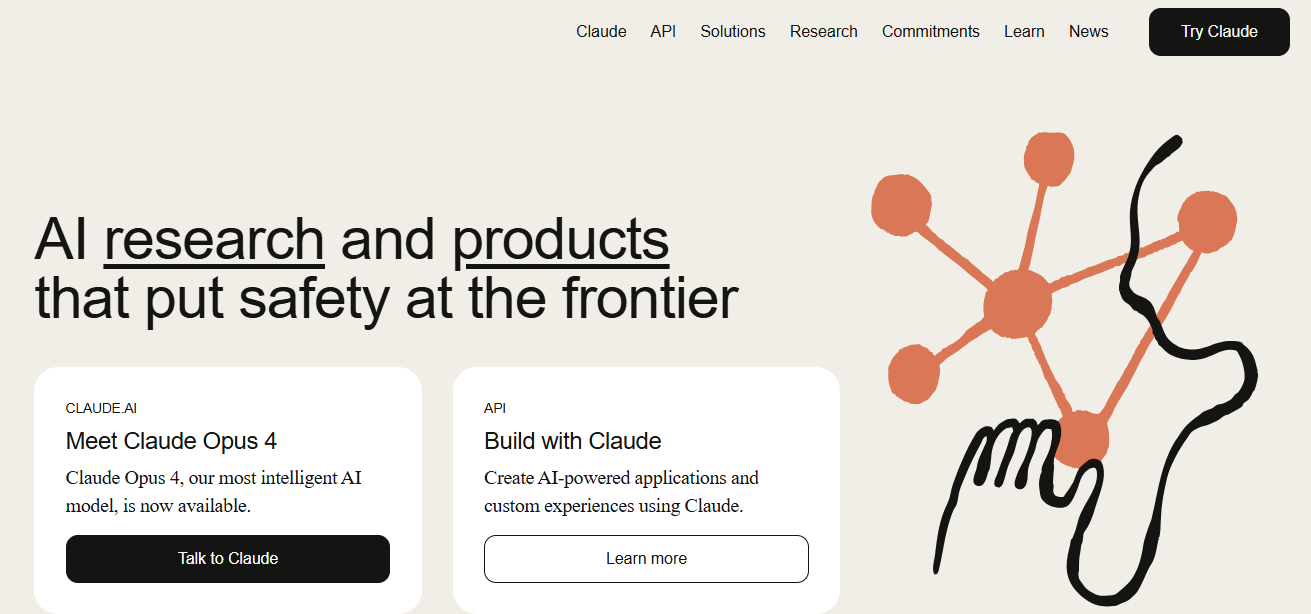 Claude
API
Solutions
Research
Commitments
Learn
News
Try Claude
AI research and products
that put safety at the frontier
CLAUDE.AI
Meet Claude Opus 4
Claude Opus 4, our most intelligent AI
model, is now available.
Talk to Claude
API
Build with Claude
Create AI-powered applications and
custom experiences using Claude.
Learn more